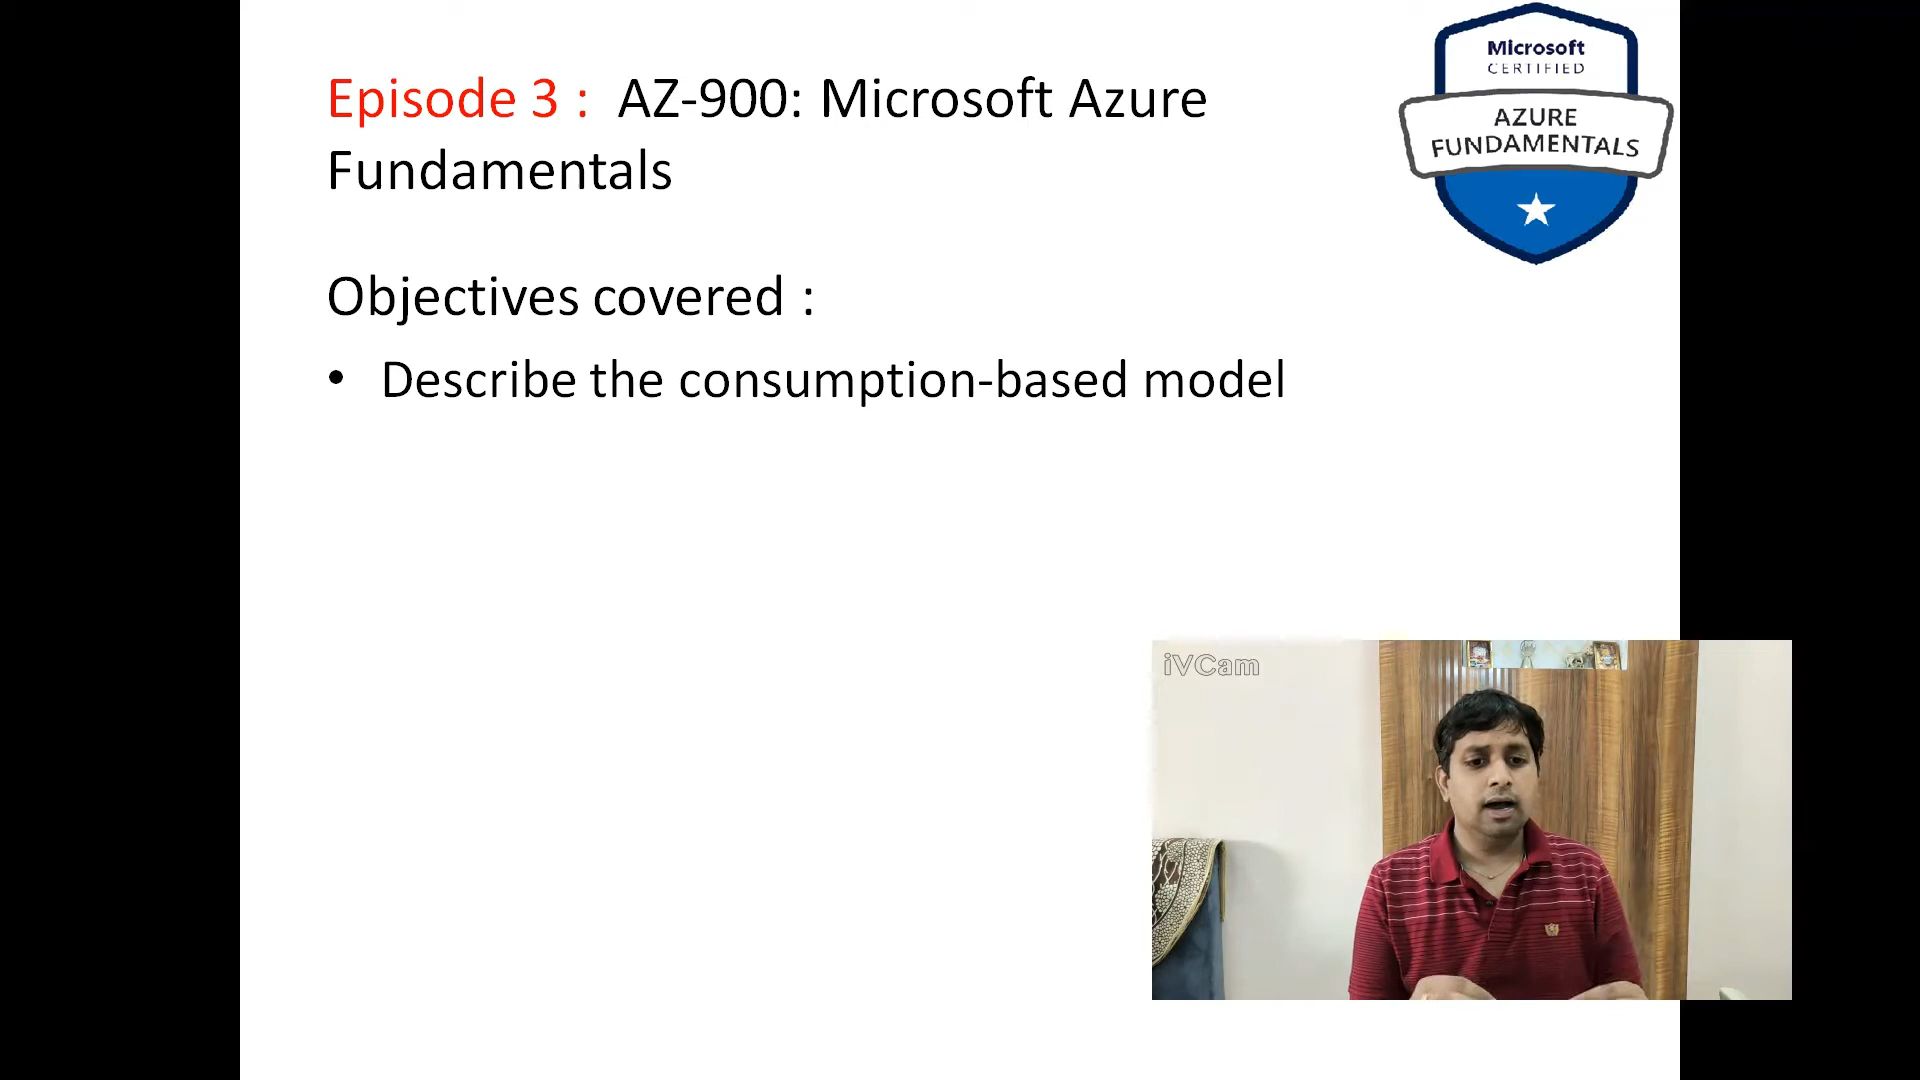 Episode 3 : AZ-900: Microsoft Azure
Fundamentals
Microsoft
CERTIFIED
AZURE
FUNDAMENTALS
Objectives covered :
• Describe the consumption-based model
iVCam